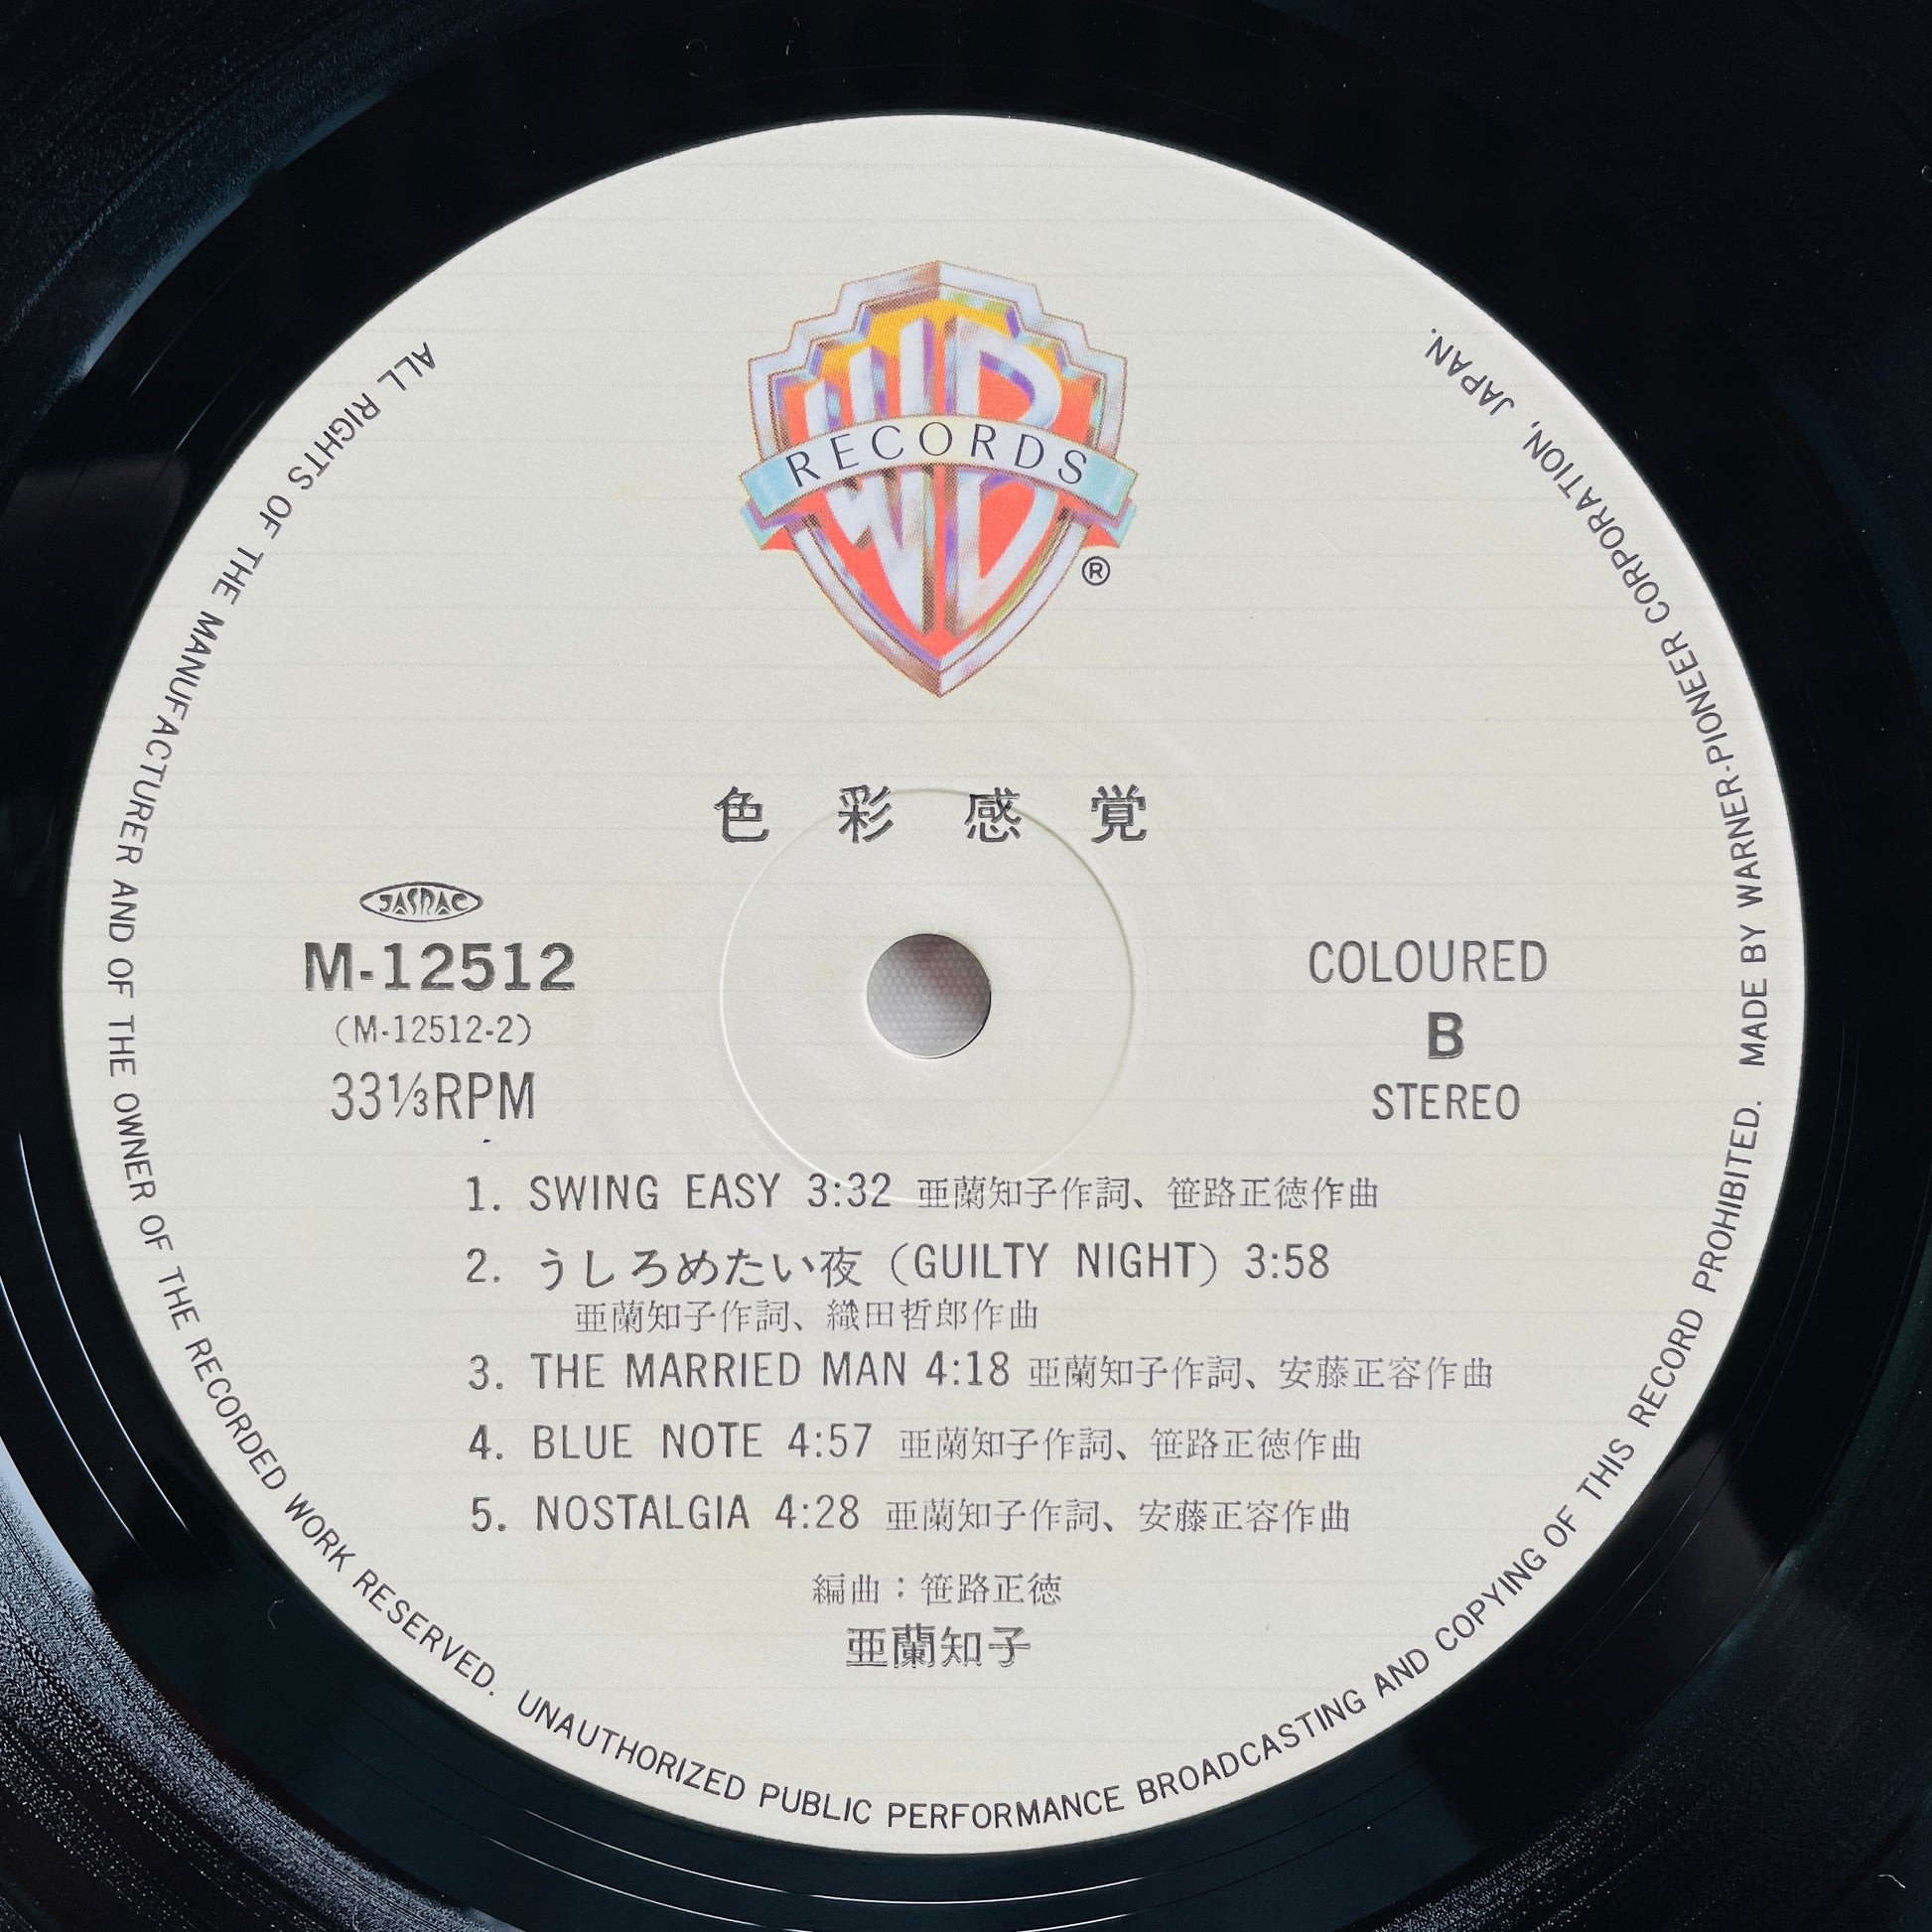 WB
RECORDS
®
色彩感覚
JASRAC
M-12512
(M-12512-2)
33⅓RPM
COLOURED
B
STEREO
1. SWING EASY 3:32 亜蘭知子作詞、笹路正徳作曲
2. うしろめたい夜 (GUILTY NIGHT) 3:58
亜蘭知子作詞、織田哲郎作曲
3. THE MARRIED MAN 4:18 亜蘭知子作詞、安藤正容作曲
4. BLUE NOTE 4:57 亜蘭知子作詞、笹路正徳作曲
5. NOSTALGIA 4:28 亜蘭知子作詞、安藤正容作曲
編曲：笹路正徳
亜蘭知子
ALL RIGHTS OF THE MANUFACTURER AND OF THE OWNER OF THE RECORDED WORK RESERVED. UNAUTHORIZED PUBLIC PERFORMANCE BROADCASTING AND COPYING OF THIS RECORD PROHIBITED. MADE BY WARNER-PIONEER CORPORATION, JAPAN.